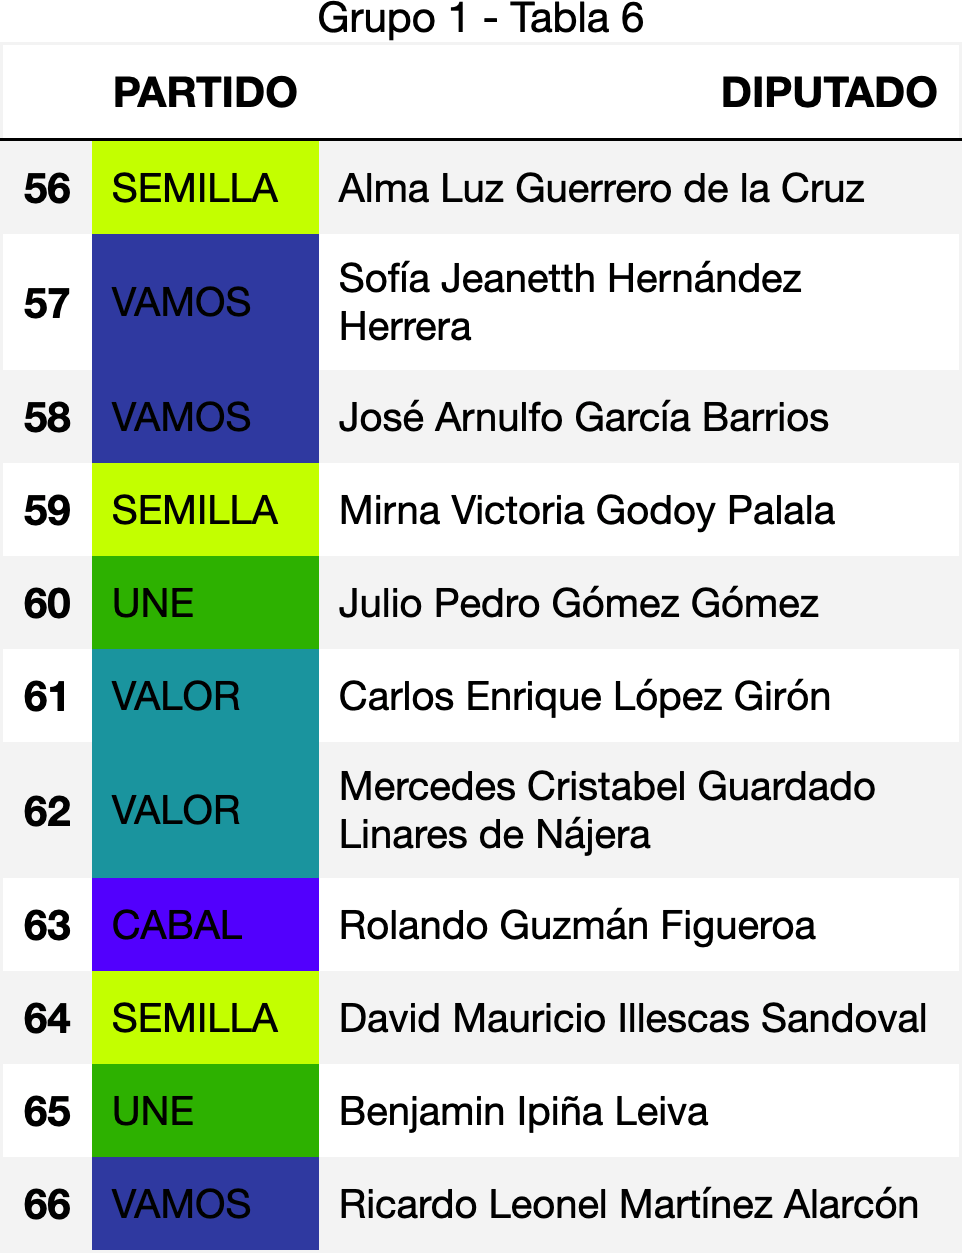 Grupo 1 - Tabla 6
PARTIDO DIPUTADO
56 SEMILLA Alma Luz Guerrero de la Cruz
57 VAMOS Sofía Jeanetth Hernández
Herrera
58 VAMOS José Arnulfo García Barrios
59 SEMILLA Mirna Victoria Godoy Palala
60 UNE Julio Pedro Gómez Gómez
61 VALOR Carlos Enrique López Girón
62 VALOR Mercedes Cristabel Guardado
Linares de Nájera
63 CABAL Rolando Guzmán Figueroa
64 SEMILLA David Mauricio Illescas Sandoval
65 UNE Benjamin Ipiña Leiva
66 VAMOS Ricardo Leonel Martínez Alarcón